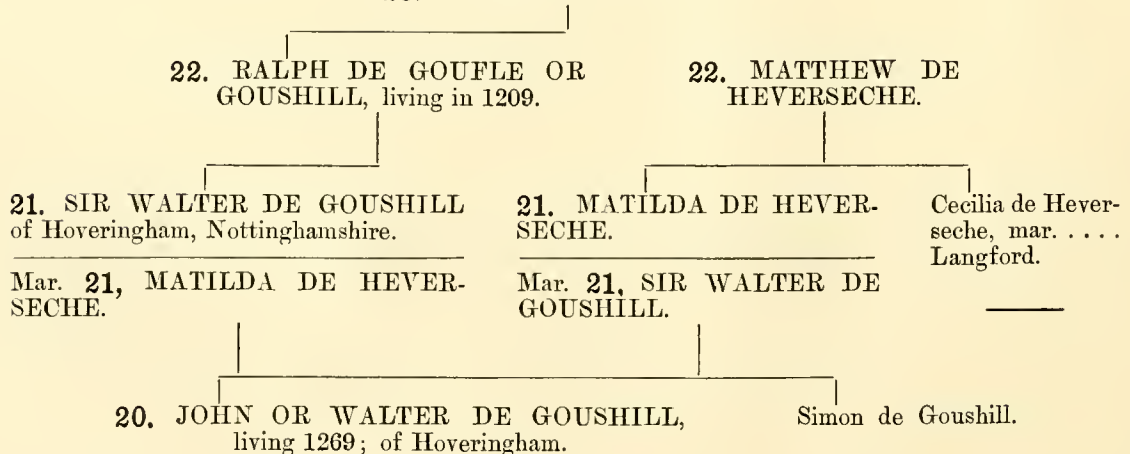 22. RALPH DE GOUFLE OR
GOUSHILL, living in 1209.
22. MATTHEW DE
HEVERSECHE.
21. SIR WALTER DE GOUSHILL
of Hoveringham, Nottinghamshire.
Mar. 21, MATILDA DE HEVER-
SECHE.
21. MATILDA DE HEVER-
SECHE.
Mar. 21, SIR WALTER DE
GOUSHILL.
Cecilia de Hever-
seche, mar. . . . .
Langford.
20. JOHN OR WALTER DE GOUSHILL,
living 1269; of Hoveringham.
Simon de Goushill.